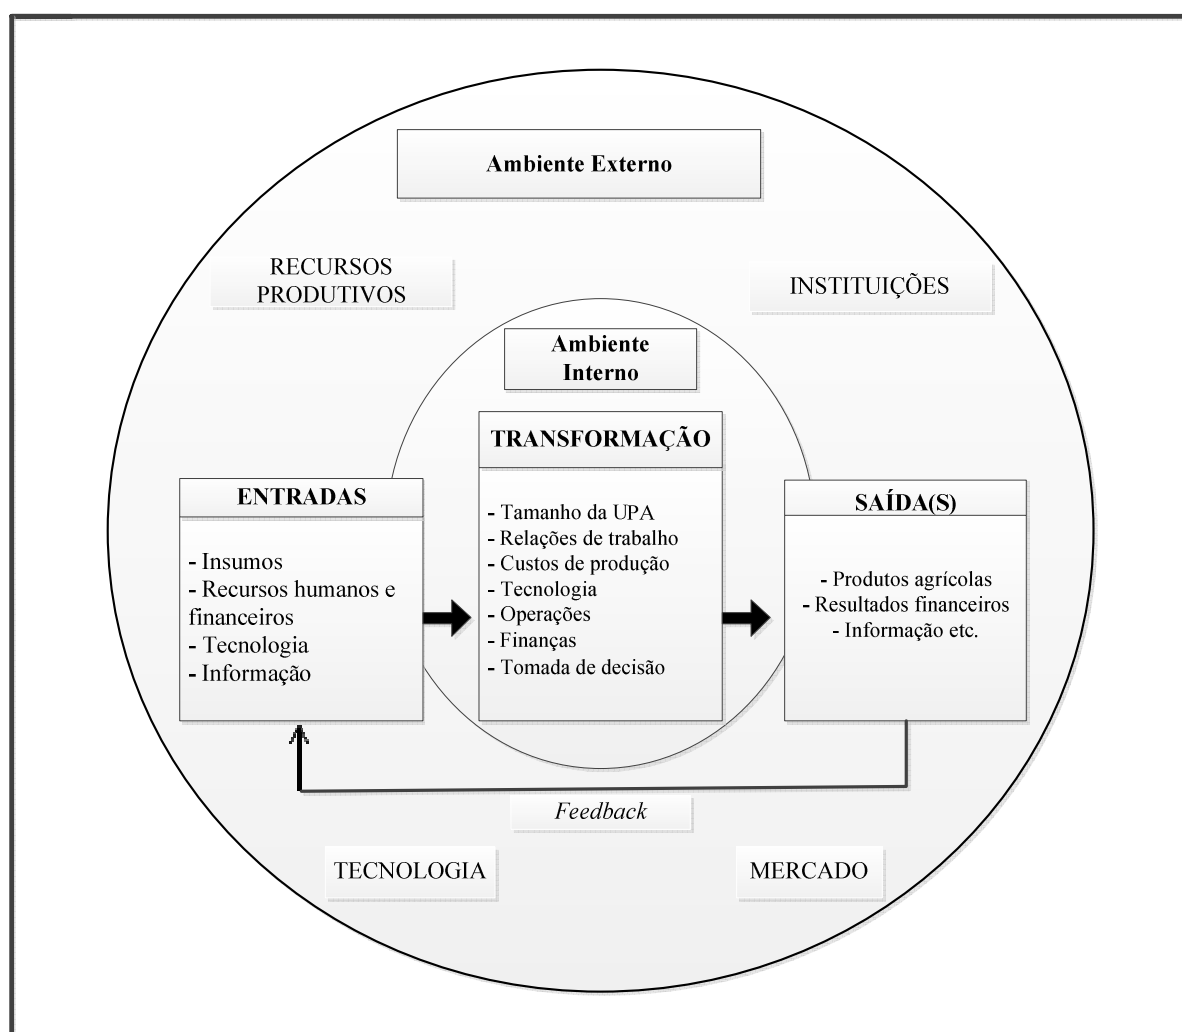 Ambiente Externo
RECURSOS
PRODUTIVOS
INSTITUIÇÕES
Ambiente
Interno
ENTRADAS
- Insumos
- Recursos humanos e
financeiros
- Tecnologia
- Informação
TRANSFORMAÇÃO
- Tamanho da UPA
- Relações de trabalho
- Custos de produção
- Tecnologia
- Operações
- Finanças
- Tomada de decisão
SAÍDA(S)
- Produtos agrícolas
- Resultados financeiros
- Informação etc.
Feedback
TECNOLOGIA
MERCADO